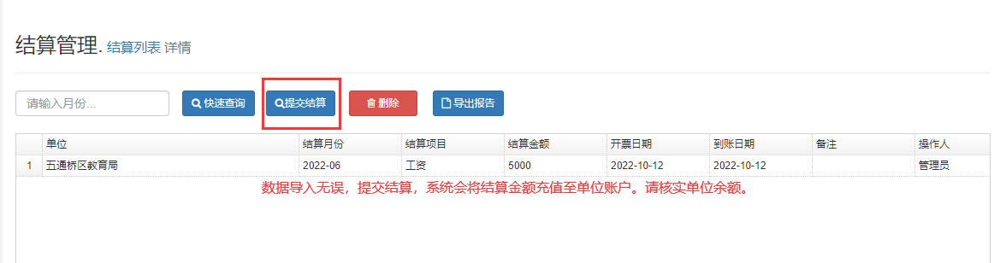 结算管理. 结算列表 详情
请输入月份... 快速查询 提交结算 删除 导出报告
单位 结算月份 结算项目 结算金额 开票日期 到账日期 备注 操作人
1 五通桥区教育局 2022-06 工资 5000 2022-10-12 2022-10-12 管理员
数据导入无误，提交结算，系统会将结算金额充值至单位账户。请核实单位余额。